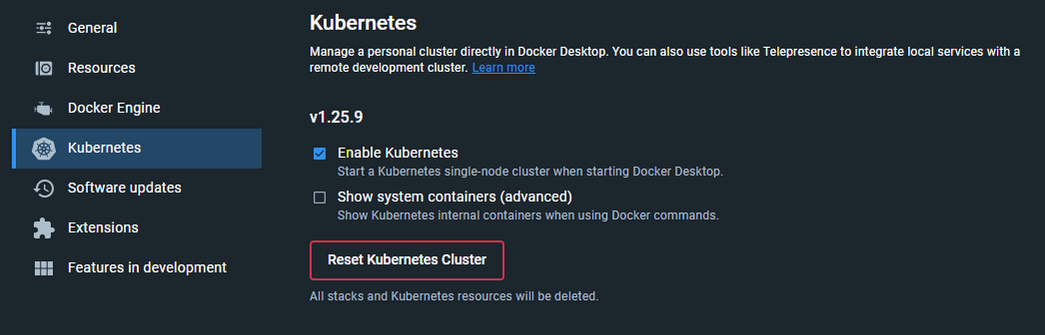 General
Resources
Docker Engine
Kubernetes
Software updates
Extensions
Features in development
Kubernetes
Manage a personal cluster directly in Docker Desktop. You can also use tools like Telepresence to integrate local services with a
remote development cluster. Learn more
v1.25.9
Enable Kubernetes
Start a Kubernetes single-node cluster when starting Docker Desktop.
Show system containers (advanced)
Show Kubernetes internal containers when using Docker commands.
Reset Kubernetes Cluster
All stacks and Kubernetes resources will be deleted.